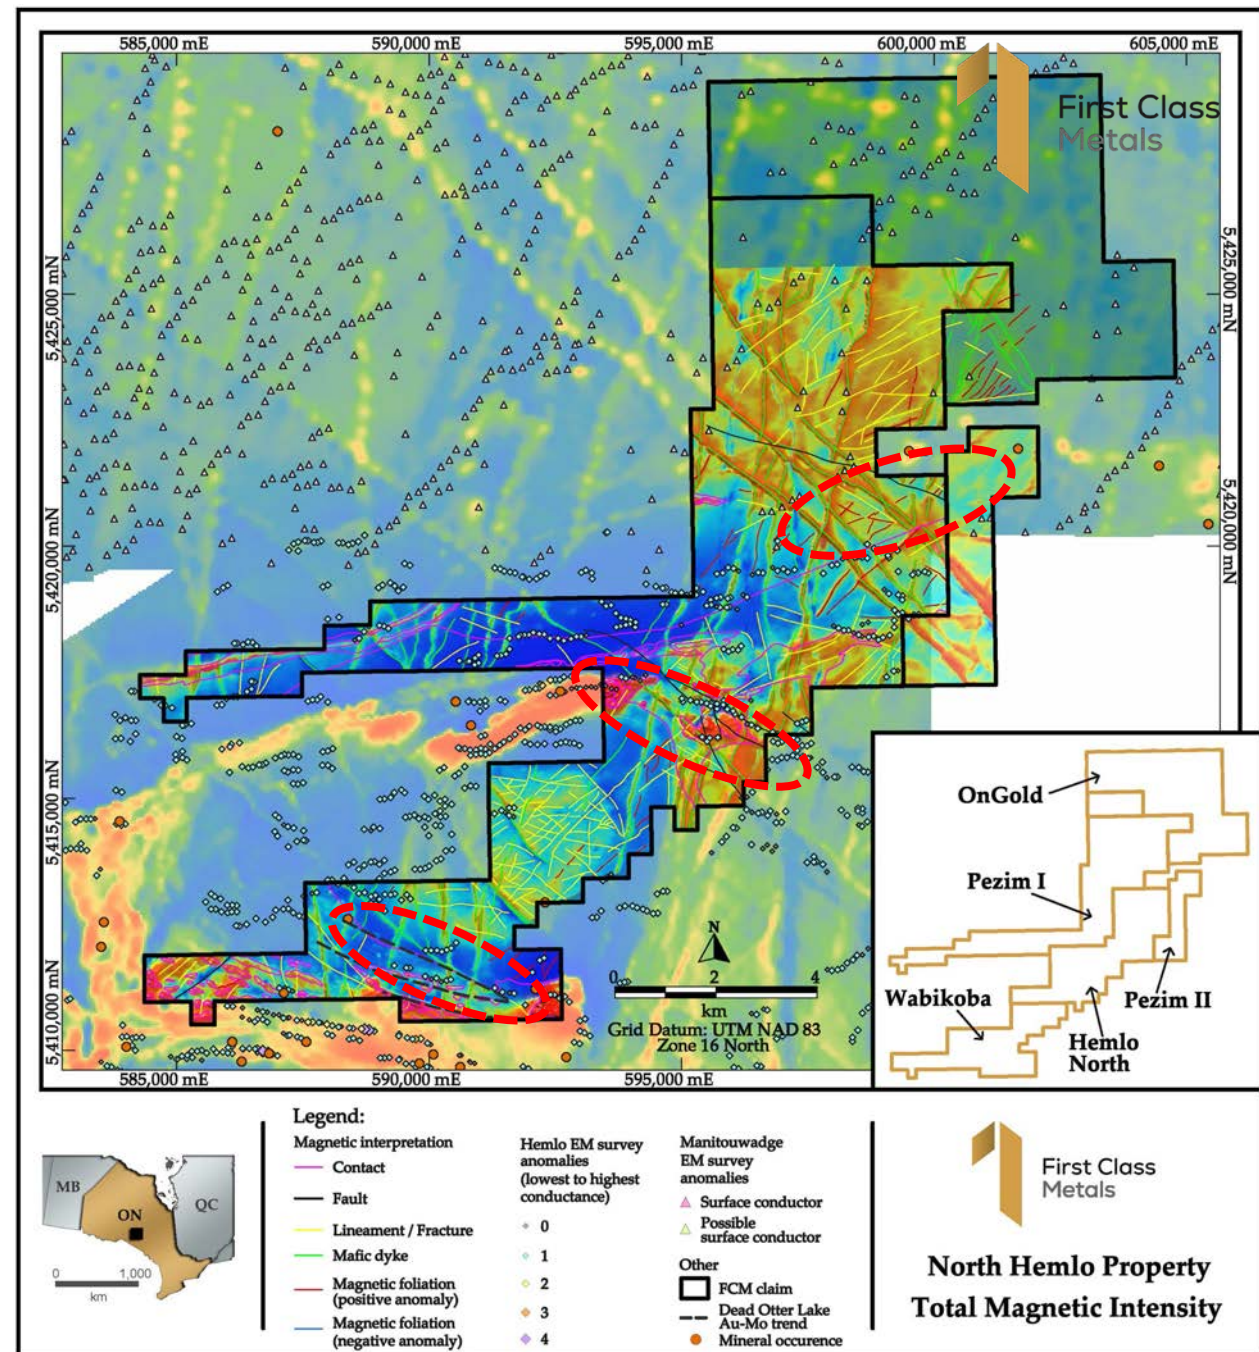 585,000 mE
590,000 mE
595,000 mE
600,000 mE
605,000 mE
First Class
Metals
5,425,000 mN
5,425,000 mN
5,420,000 mN
5,420,000 mN
5,415,000 mN
5,410,000 mN
N
0 2 4
km
Grid Datum: UTM NAD 83
Zone 16 North
585,000 mE
590,000 mE
595,000 mE
OnGold
Pezim I
Wabikoba
Pezim II
Hemlo
North
MB
ON
QC
0 1,000
km
Legend:
Magnetic interpretation
Contact
Fault
Lineament / Fracture
Mafic dyke
Magnetic foliation
(positive anomaly)
Magnetic foliation
(negative anomaly)
Hemlo EM survey
anomalies
(lowest to highest
conductance)
0
1
2
3
4
Manitouwadge
EM survey
anomalies
Surface conductor
Possible
surface conductor
Other
FCM claim
Dead Otter Lake
Au-Mo trend
Mineral occurence
First Class
Metals
North Hemlo Property
Total Magnetic Intensity